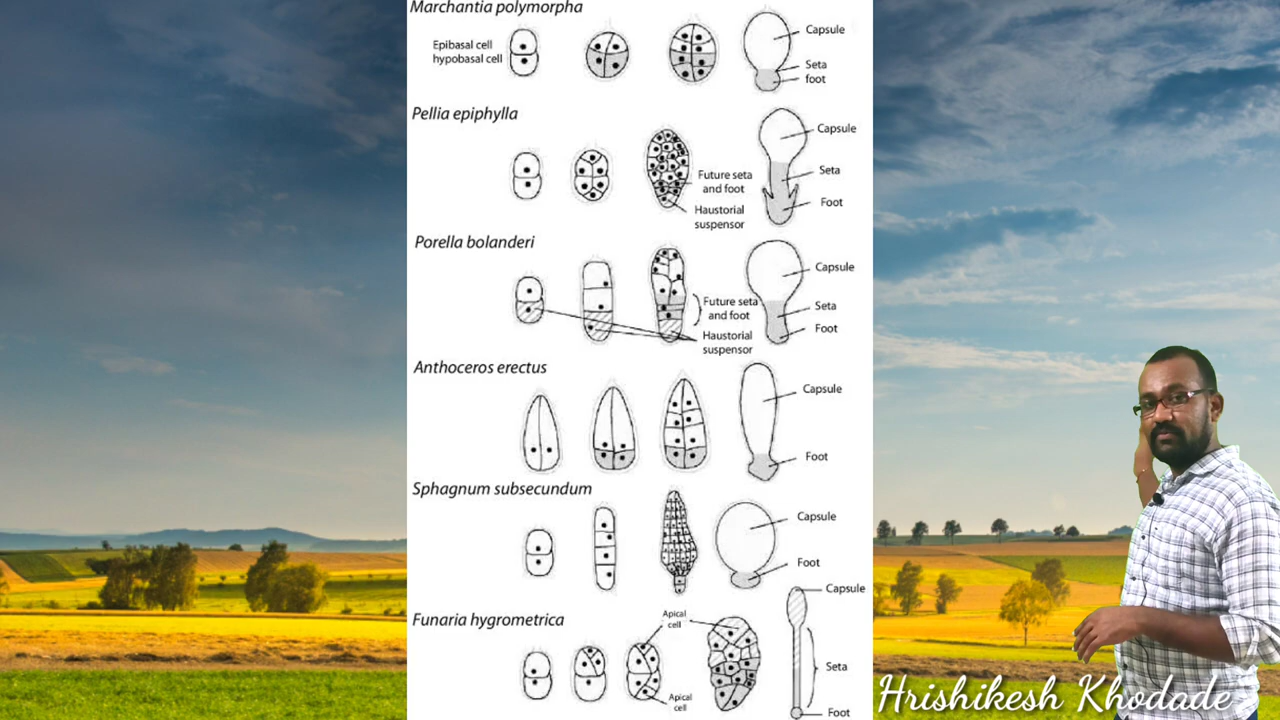 Marchantia polymorpha
Epibasal cell
hypobasal cell
Capsule
Seta
foot
Pellia epiphylla
Capsule
Seta
Foot
Future seta
and foot
Haustorial
suspensor
Porella bolanderi
Capsule
Seta
Foot
Future seta
and foot
Haustorial
suspensor
Anthoceros erectus
Capsule
Foot
Sphagnum subsecundum
Capsule
Foot
Funaria hygrometrica
Apical
cell
Apical
cell
Capsule
Seta
Foot
Hrishikesh Khodade